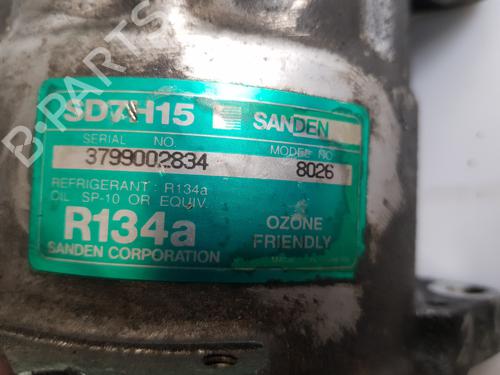 B-PARTS
SD7H15 SANDEN
SERIAL NO. MODEL NO
3799002834 8026
REFRIGERANT : R134a
OIL SP-10 OR EQUIV.
R134a OZONE
FRIENDLY
SANDEN CORPORATION